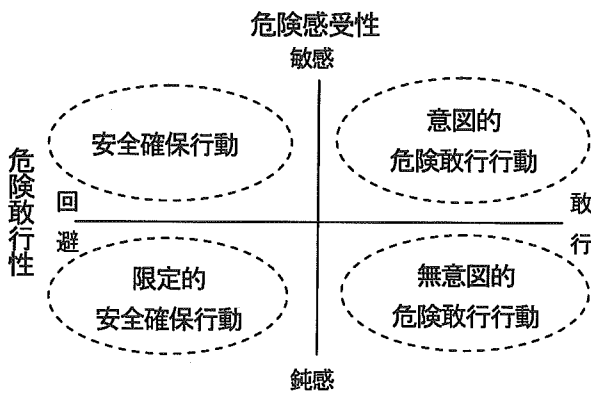 危険感受性
敏感
安全確保行動
意図的
危険敢行行動
危険敢行性
回避
敢行
限定的
安全確保行動
無意図的
危険敢行行動
鈍感